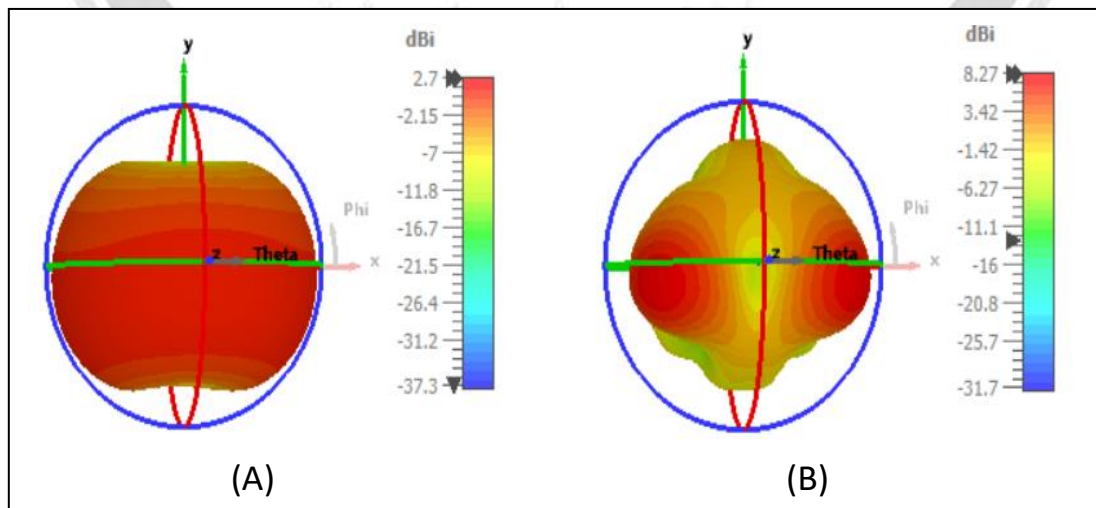 dBi
y
2.7
-2.15
-7
-11.8
-16.7
-21.5
-26.4
-31.2
-37.3
Phi
z
Theta
x
(A)
dBi
y
8.27
3.42
-1.42
-6.27
-11.1
-16
-20.8
-25.7
-31.7
Phi
z
Theta
x
(B)